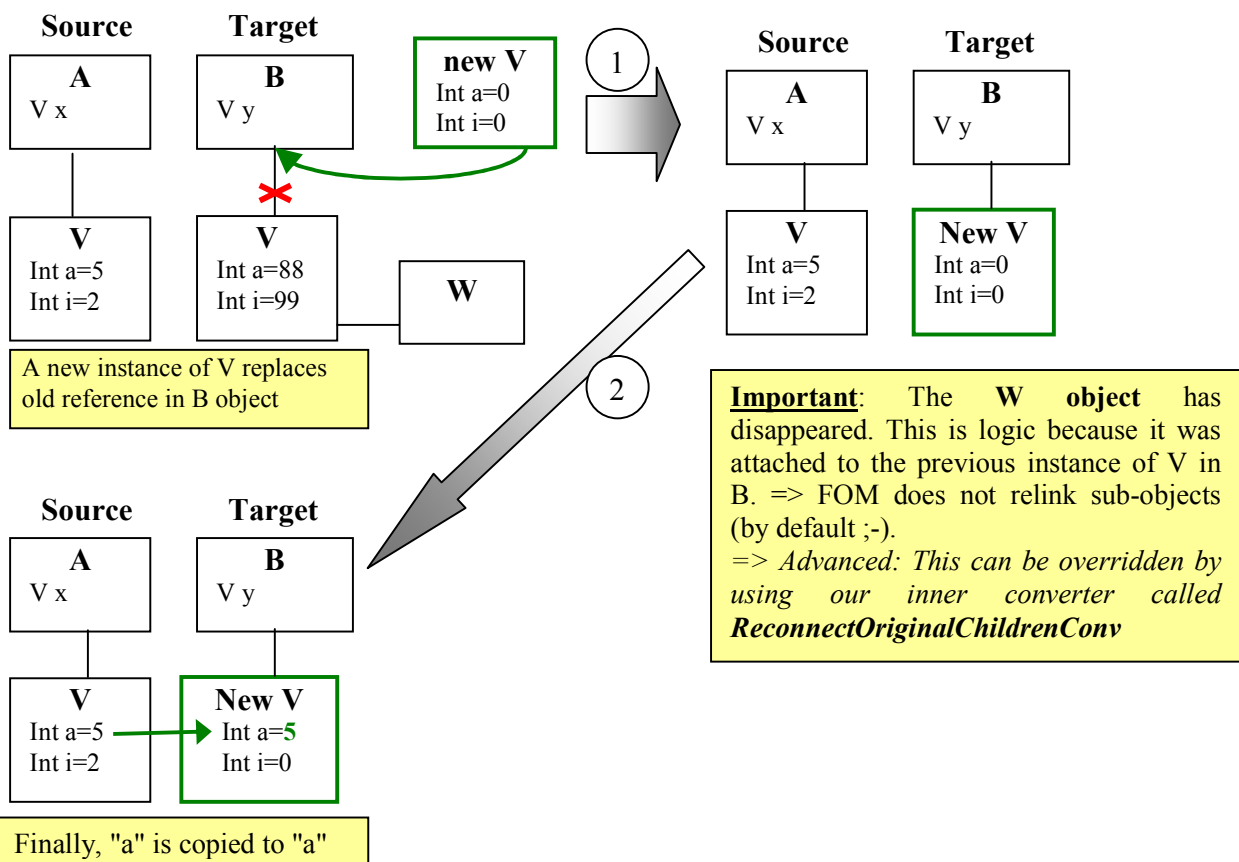 Source
Target
A
V x
B
V y
new V
Int a=0
Int i=0
1
V
Int a=5
Int i=2
V
Int a=88
Int i=99
W
A new instance of V replaces
old reference in B object
Source
Target
A
V x
B
V y
V
Int a=5
Int i=2
New V
Int a=0
Int i=0
2
Important: The W object has
disappeared. This is logic because it was
attached to the previous instance of V in
B. => FOM does not relink sub-objects
(by default ;-).
=> Advanced: This can be overridden by
using our inner converter called
ReconnectOriginalChildrenConv
Source
Target
A
V x
B
V y
V
Int a=5
Int i=2
New V
Int a=5
Int i=0
Finally, "a" is copied to "a"